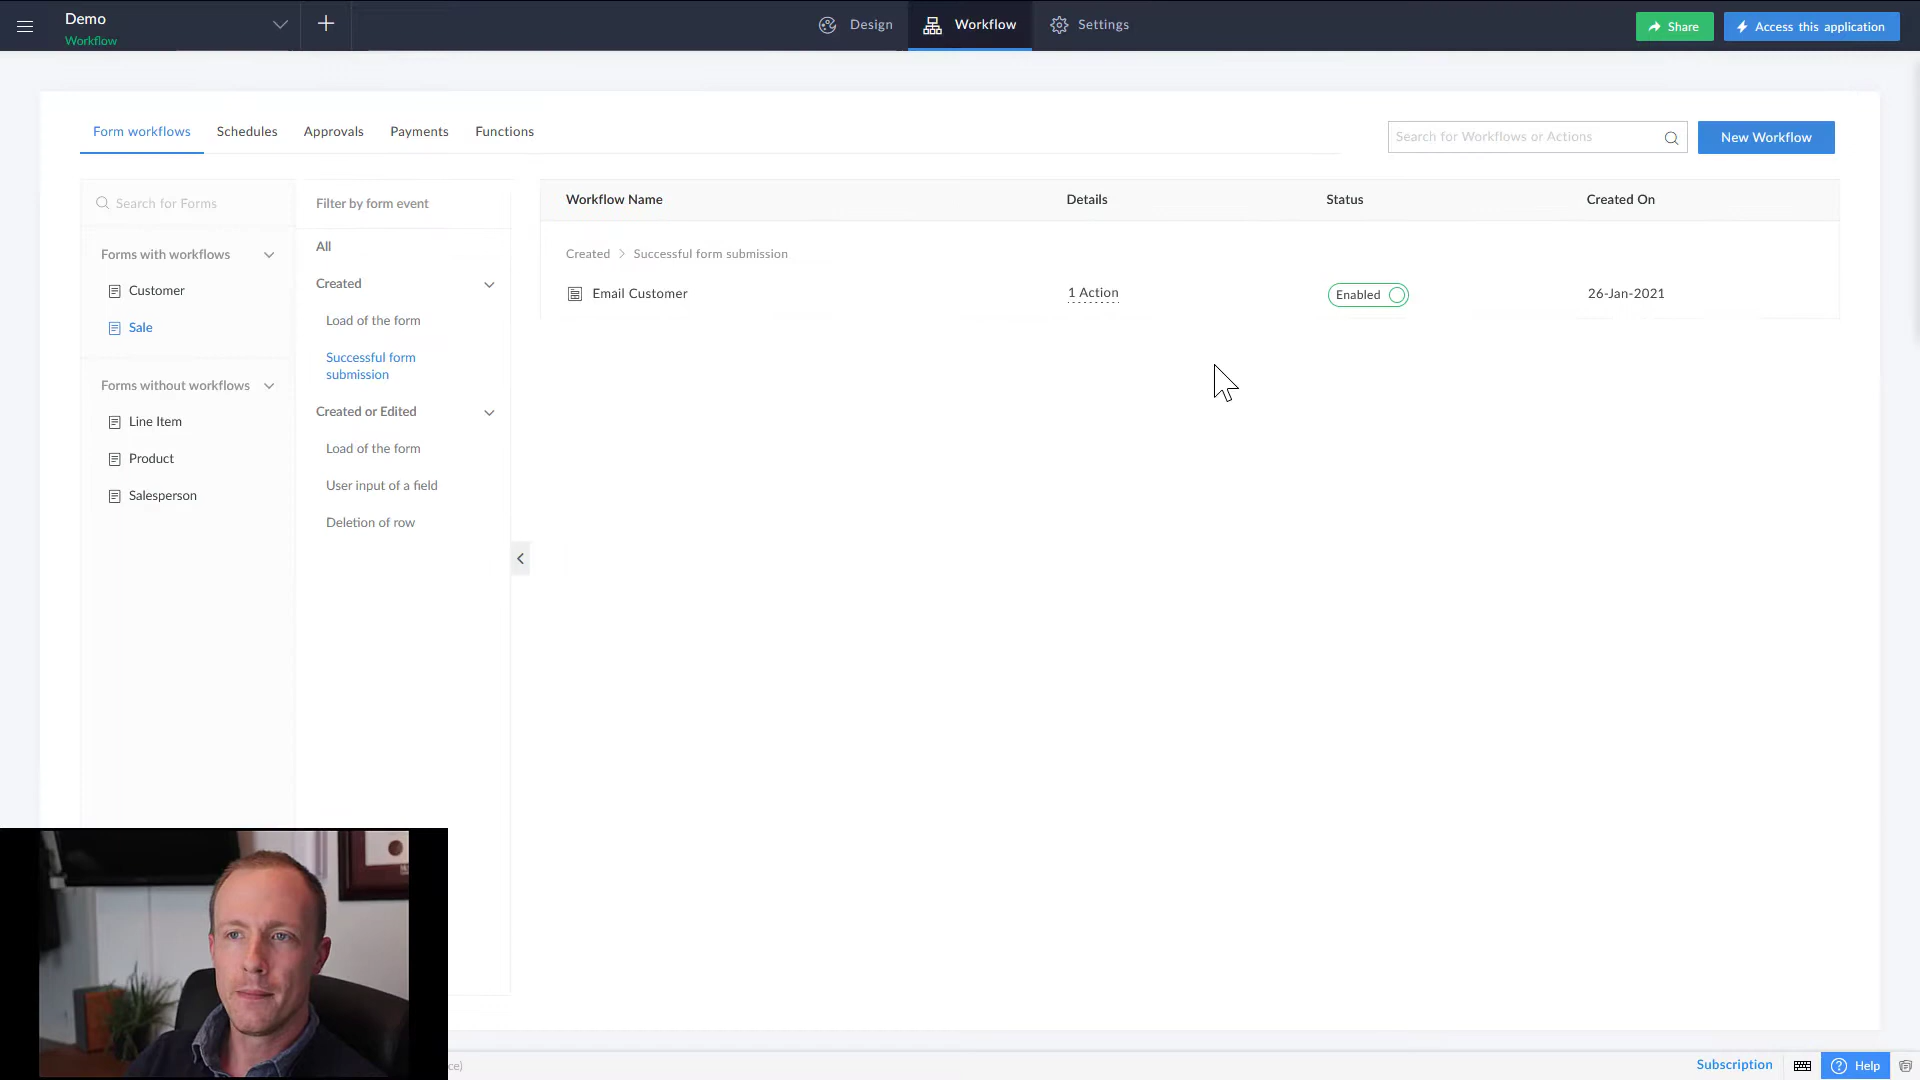 Demo
Workflow
Design
Workflow
Settings
Share
Access this application
Form workflows
Schedules
Approvals
Payments
Functions
Search for Workflows or Actions
New Workflow
Search for Forms
Forms with workflows
Customer
Sale
Forms without workflows
Line Item
Product
Salesperson
Filter by form event
All
Created
Load of the form
Successful form
submission
Created or Edited
Load of the form
User input of a field
Deletion of row
Workflow Name
Details
Status
Created On
Created > Successful form submission
Email Customer
1 Action
Enabled
26-Jan-2021
ce)
Subscription
Help